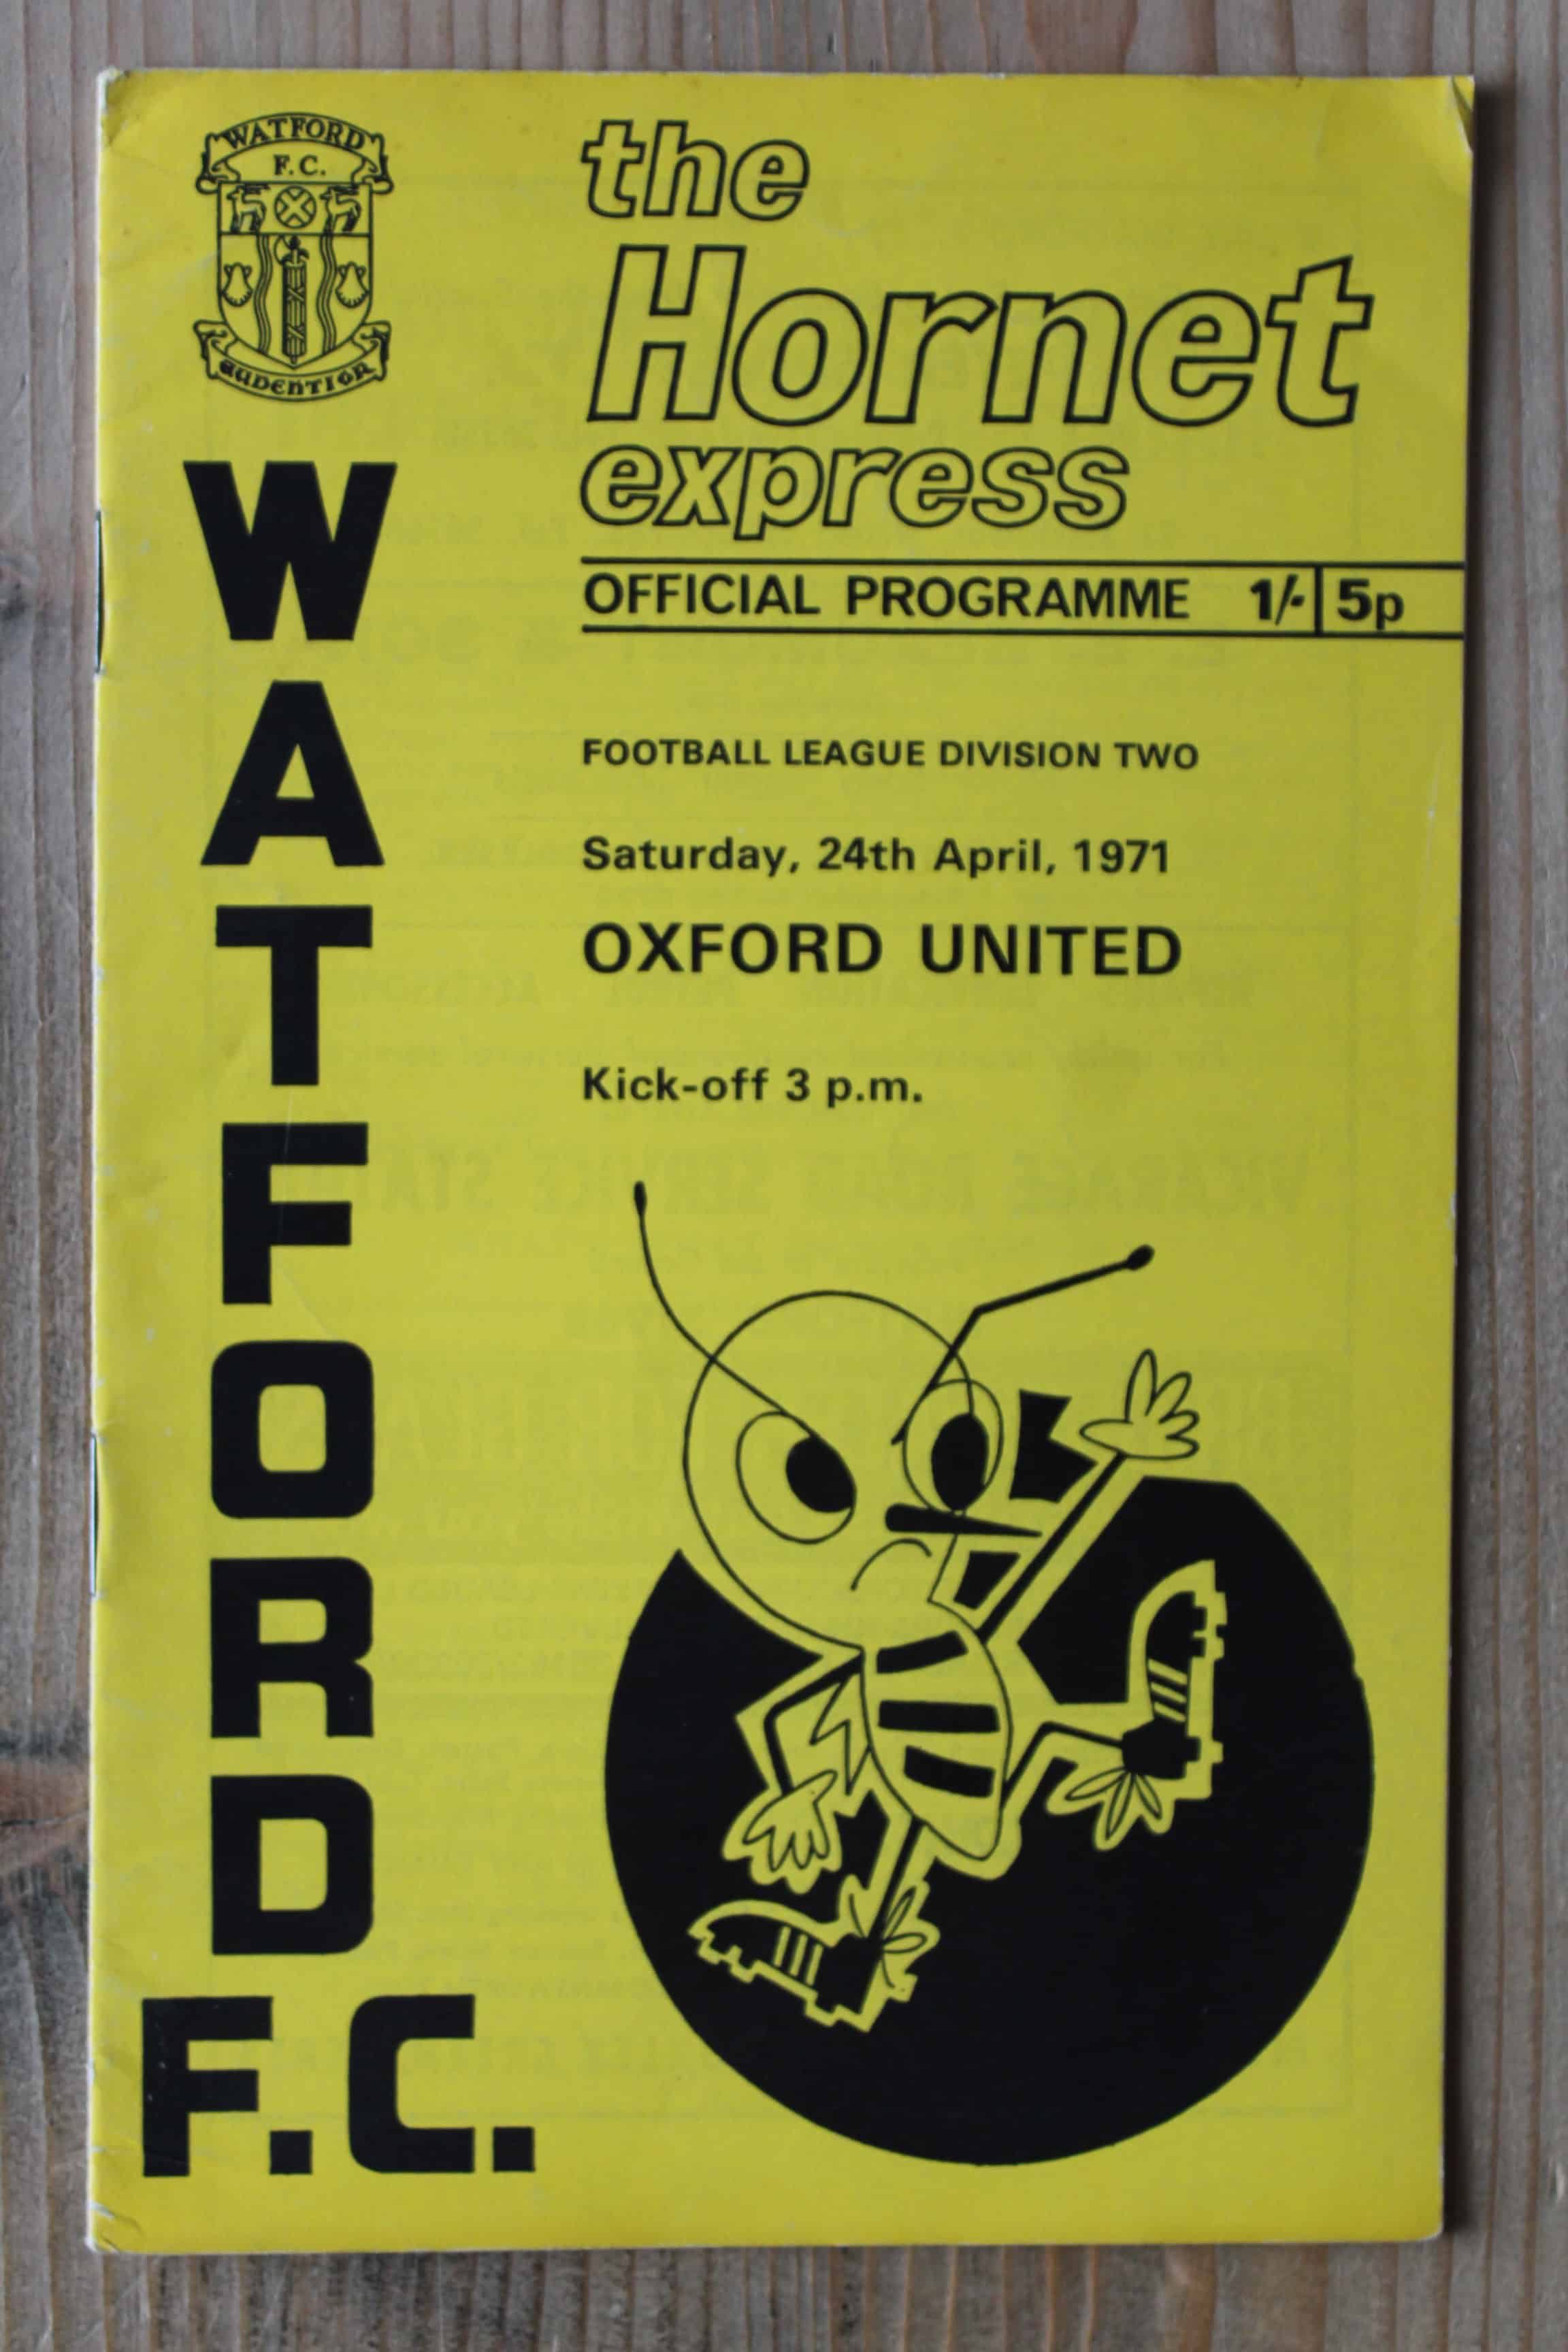 WATFORD
F.C.
AUDENTIOR
the
Hornet
express
OFFICIAL PROGRAMME 1/- 5p
FOOTBALL LEAGUE DIVISION TWO
Saturday, 24th April, 1971
OXFORD UNITED
Kick-off 3 p.m.
WATFORD
F.C.